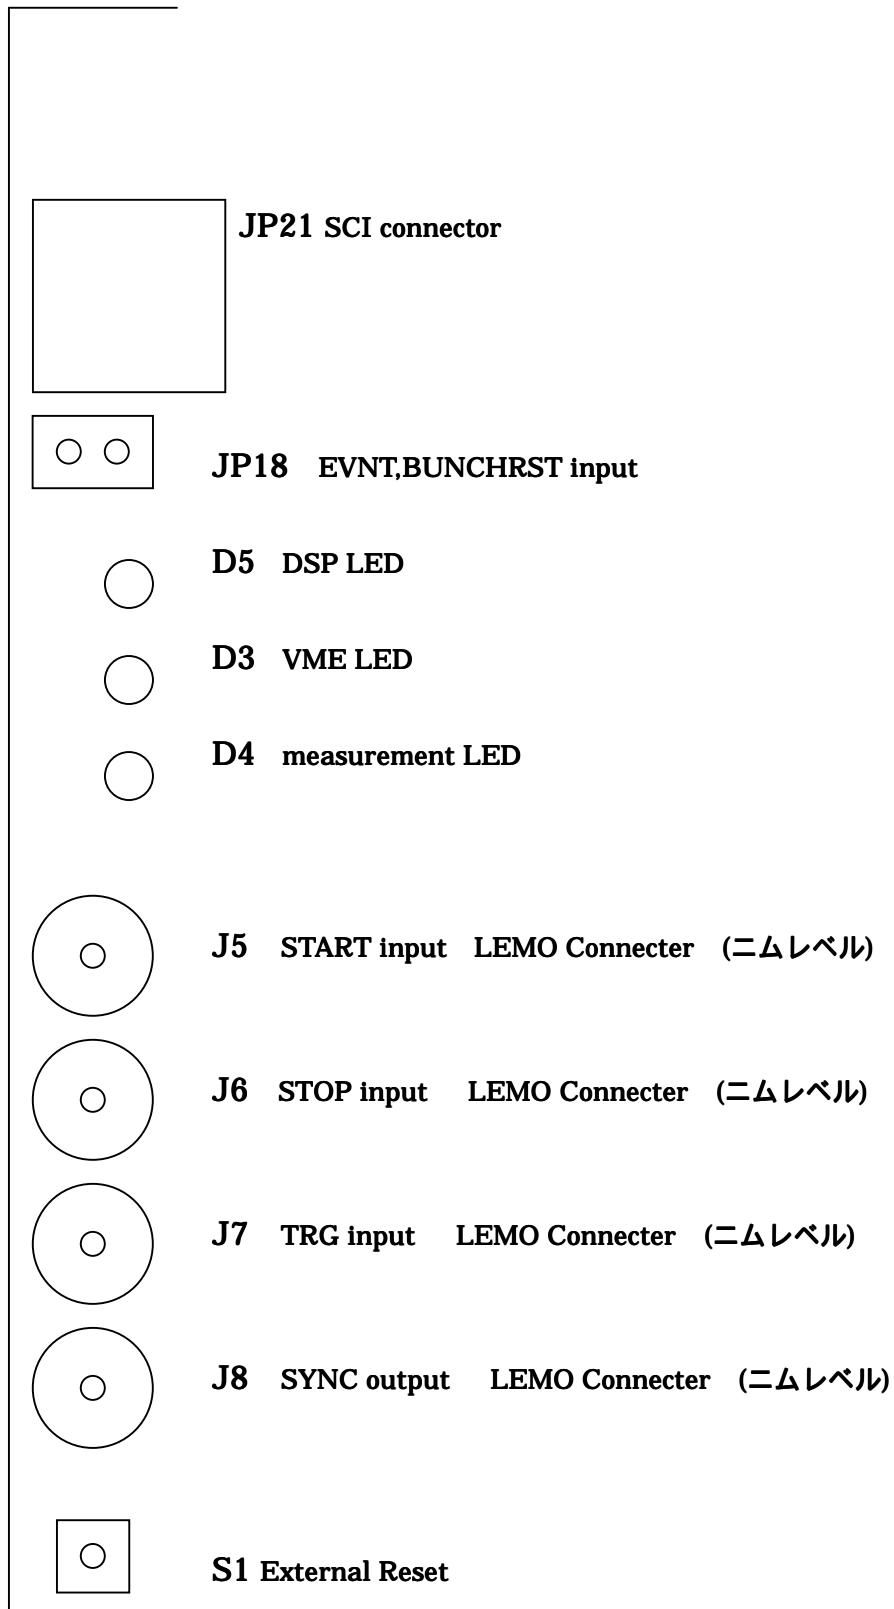 JP21 SCI connector
JP18 EVNT,BUNCHRST input
D5 DSP LED
D3 VME LED
D4 measurement LED
J5 START input LEMO Connecter (ニムレベル)
J6 STOP input LEMO Connecter (ニムレベル)
J7 TRG input LEMO Connecter (ニムレベル)
J8 SYNC output LEMO Connecter (ニムレベル)
S1 External Reset